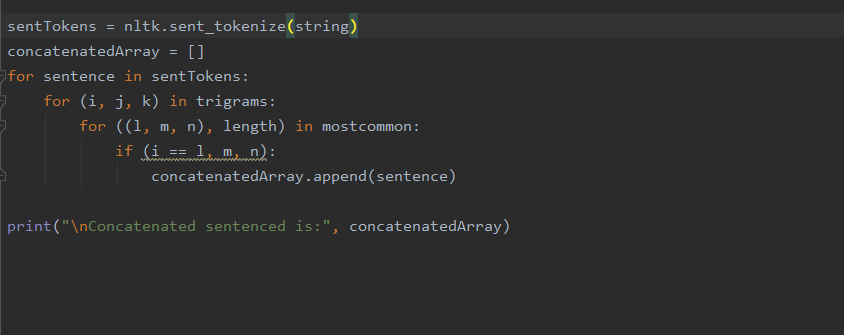 sentTokens = nltk.sent_tokenize(string)
concatenatedArray = []
for sentence in sentTokens:
    for (i, j, k) in trigrams:
        for ((l, m, n), length) in mostcommon:
            if (i == l, m, n):
                concatenatedArray.append(sentence)

print("\nConcatenated sentenced is:", concatenatedArray)